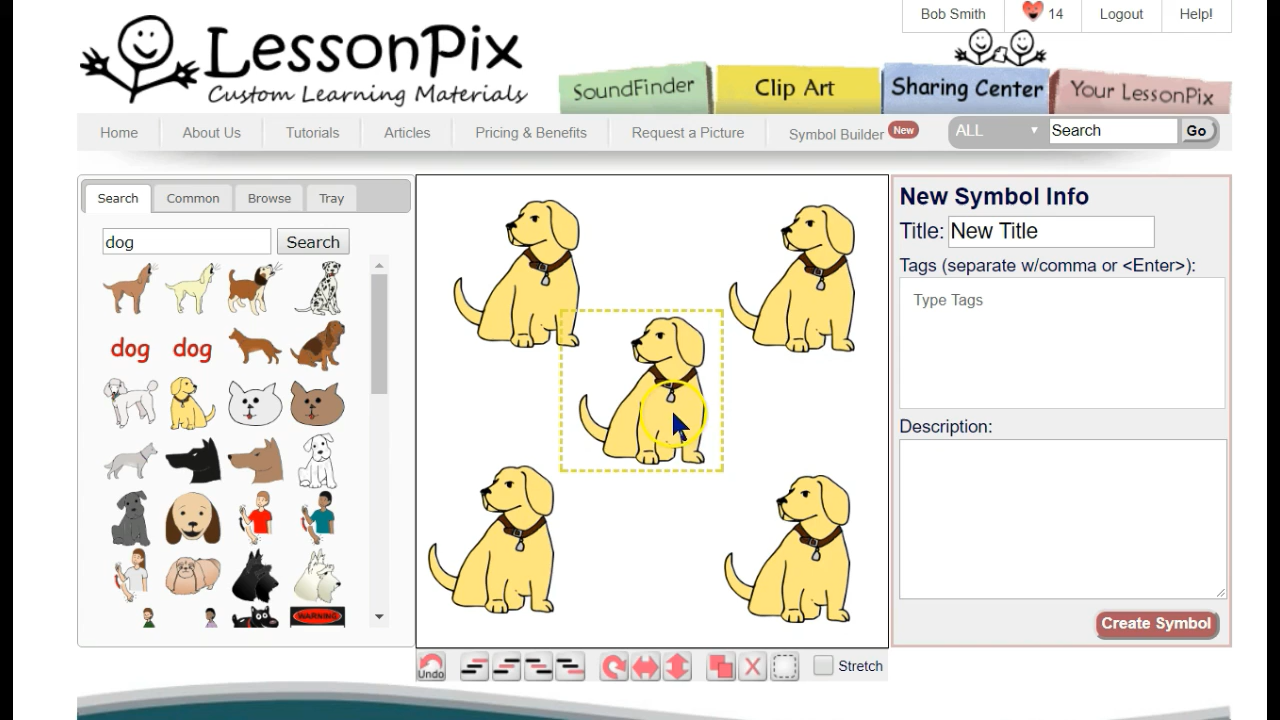 Bob Smith 14 Logout Help!
LessonPix
Custom Learning Materials
SoundFinder Clip Art Sharing Center Your LessonPix
Home About Us Tutorials Articles Pricing & Benefits Request a Picture Symbol Builder New ALL Search Go
Search Common Browse Tray
dog Search
dog dog
WARNING
New Symbol Info
Title: New Title
Tags (separate w/comma or <Enter>):
Type Tags
Description:
Create Symbol
Undo Stretch